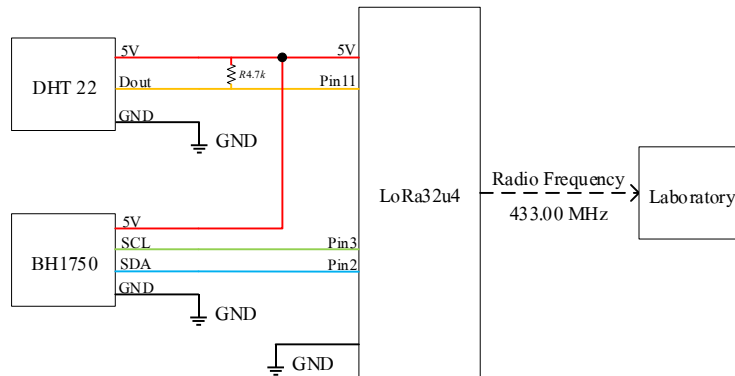 5V
5V
R4.7k
DHT 22
Dout
Pin11
GND
GND
LoRa32u4
Radio Frequency
433.00 MHz
Laboratory
5V
SCL
Pin3
BH1750
SDA
Pin2
GND
GND
GND